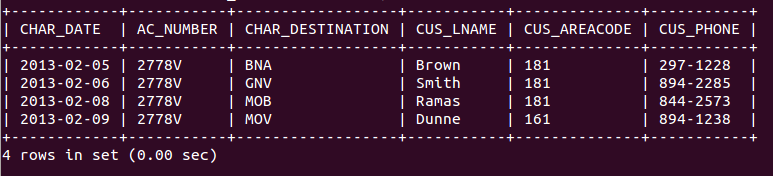 +------------+-----------+------------------+-----------+--------------+-----------+
| CHAR_DATE | AC_NUMBER | CHAR_DESTINATION | CUS_LNAME | CUS_AREACODE | CUS_PHONE |
+------------+-----------+------------------+-----------+--------------+-----------+
| 2013-02-05 | 2778V | BNA | Brown | 181 | 297-1228 |
| 2013-02-06 | 2778V | GNV | Smith | 181 | 894-2285 |
| 2013-02-08 | 2778V | MOB | Ramas | 181 | 844-2573 |
| 2013-02-09 | 2778V | MOV | Dunne | 161 | 894-1238 |
+------------+-----------+------------------+-----------+--------------+-----------+
4 rows in set (0.00 sec)